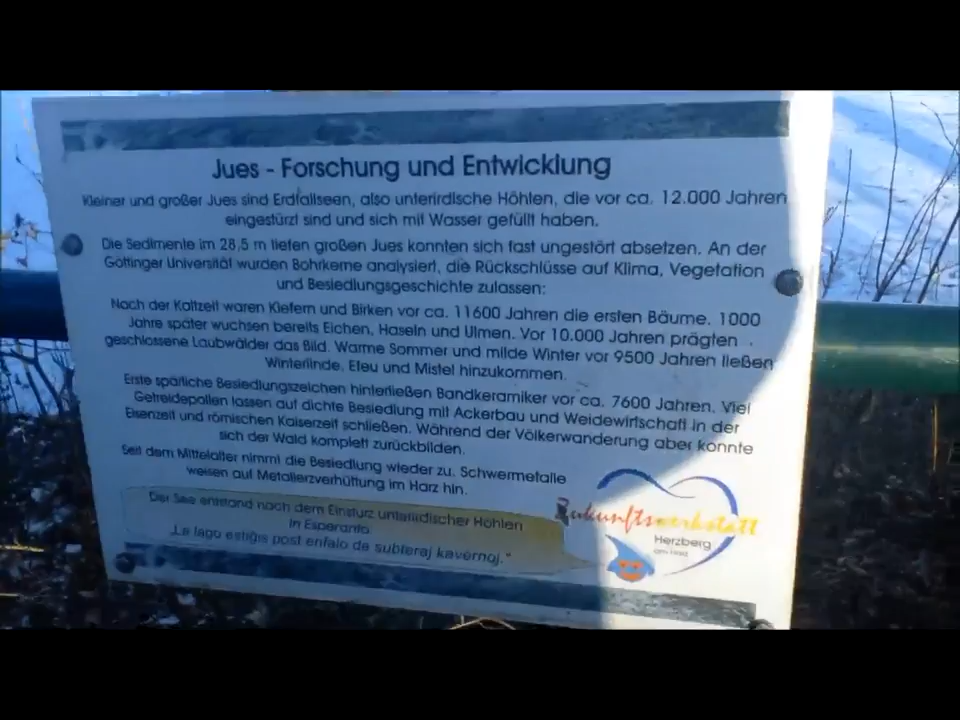 Jues - Forschung und Entwicklung
Kleiner und großer Jues sind Erdfallseen, also unterirdische Höhlen, die vor ca. 12.000 Jahren
eingestürzt sind und sich mit Wasser gefüllt haben.
Die Sedimente im 28,5 m tiefen großen Jues konnten sich fast ungestört absetzen. An der
Göttinger Universität wurden Bohrkerne analysiert, die Rückschlüsse auf Klima, Vegetation
und Besiedlungsgeschichte zulassen:
Nach der Kaltzeit waren Kiefern und Birken vor ca. 11600 Jahren die ersten Bäume. 1000
Jahre später wuchsen bereits Eichen, Haseln und Ulmen. Vor 10.000 Jahren prägten
geschlossene Laubwälder das Bild. Warme Sommer und milde Winter vor 9500 Jahren ließen
Winterlinde, Efeu und Mistel hinzukommen.
Erste spärliche Besiedlungszeichen hinterließen Bandkeramiker vor ca. 7600 Jahren. Viel
Getreidepollen lassen auf dichte Besiedlung mit Ackerbau und Weidewirtschaft in der
Eisenzeit und römischen Kaiserzeit schließen. Während der Völkerwanderung aber konnte
sich der Wald komplett zurückbilden.
Seit dem Mittelalter nimmt die Besiedlung wieder zu. Schwermetalle
weisen auf Metallerzverhüttung im Harz hin.
Der See entstand nach dem Einsturz unterirdischer Höhlen
in Esperanto:
„La lago estiĝis post enfalo de subteraj kavernoj."
Zukunftswerkstatt
Herzberg
am Harz